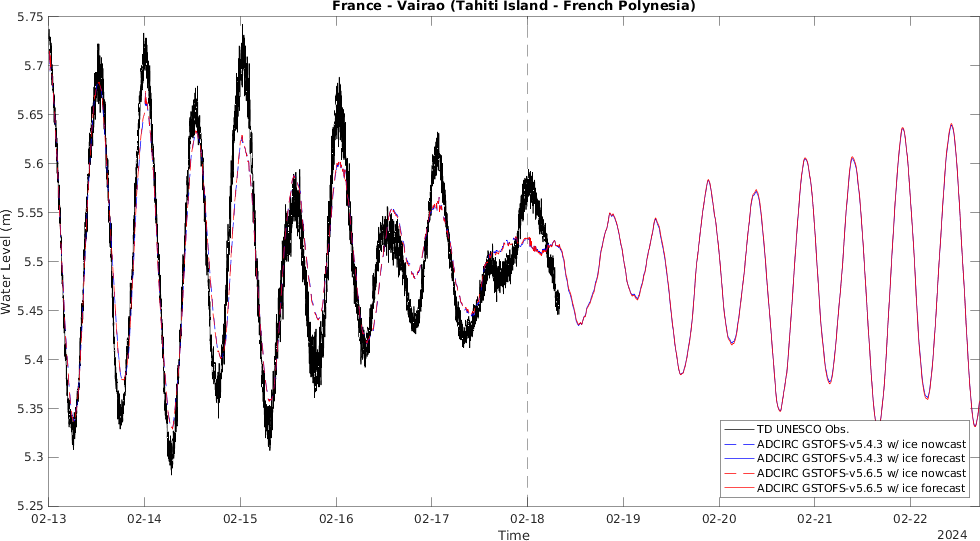 France - Vairao (Tahiti Island - French Polynesia)
5.75
5.7
5.65
5.6
5.55
5.5
5.45
5.4
5.35
5.3
5.25
Water Level (m)
TD UNESCO Obs.
ADCIRC GSTOFS-v5.4.3 w/ ice nowcast
ADCIRC GSTOFS-v5.4.3 w/ ice forecast
ADCIRC GSTOFS-v5.6.5 w/ ice nowcast
ADCIRC GSTOFS-v5.6.5 w/ ice forecast
02-13 02-14 02-15 02-16 02-17 02-18 02-19 02-20 02-21 02-22
Time
2024